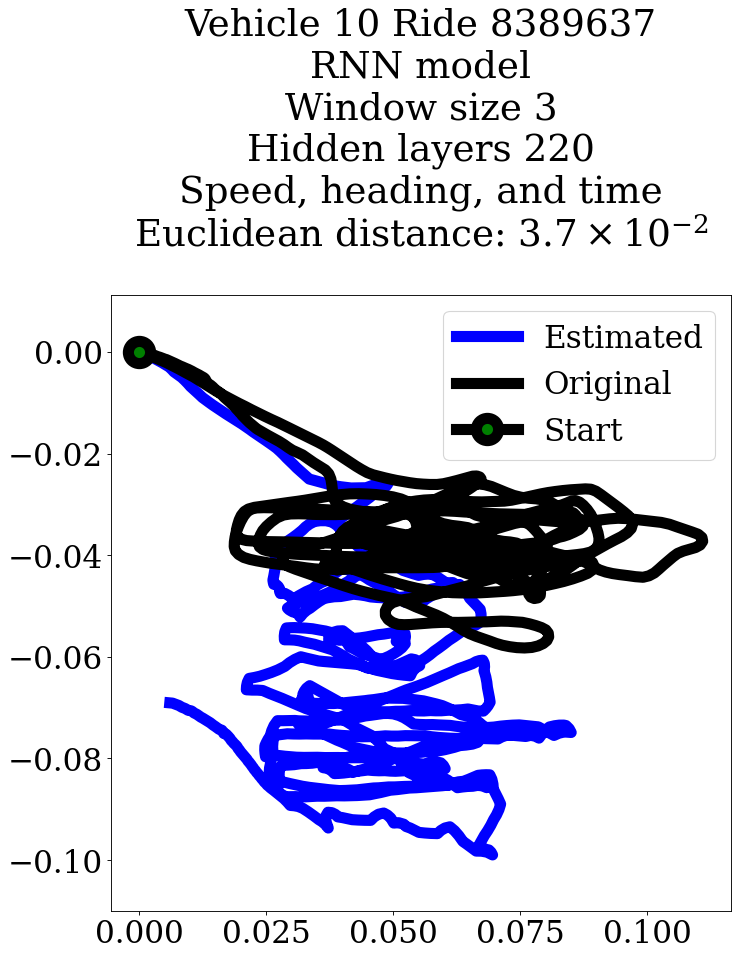 Vehicle 10 Ride 8389637
RNN model
Window size 3
Hidden layers 220
Speed, heading, and time
Euclidean distance: 3.7 × 10⁻²
Estimated
Original
Start
0.00
−0.02
−0.04
−0.06
−0.08
−0.10
0.000 0.025 0.050 0.075 0.100